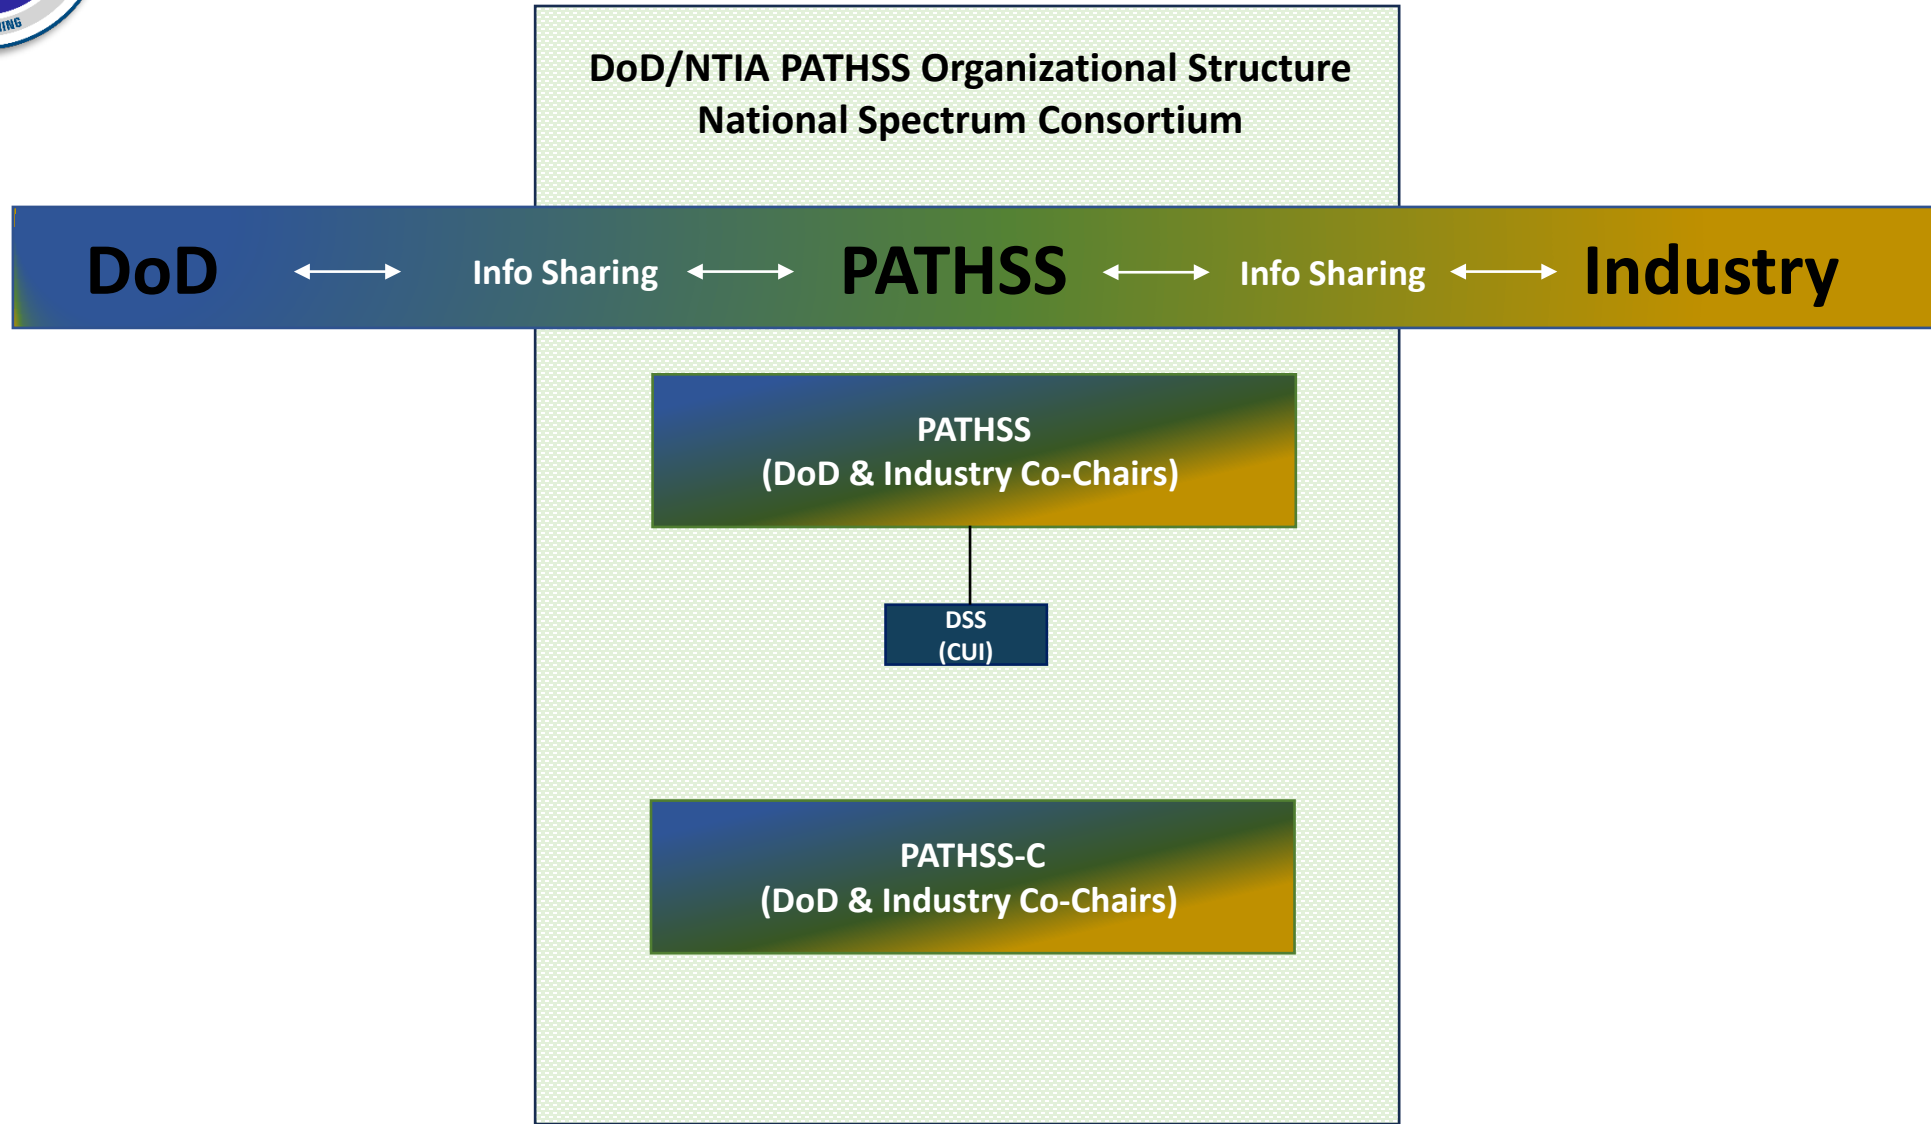 DoD/NTIA PATHSS Organizational Structure
National Spectrum Consortium
DoD Info Sharing PATHSS Info Sharing Industry
PATHSS
(DoD & Industry Co-Chairs)
DSS
(CUI)
PATHSS-C
(DoD & Industry Co-Chairs)